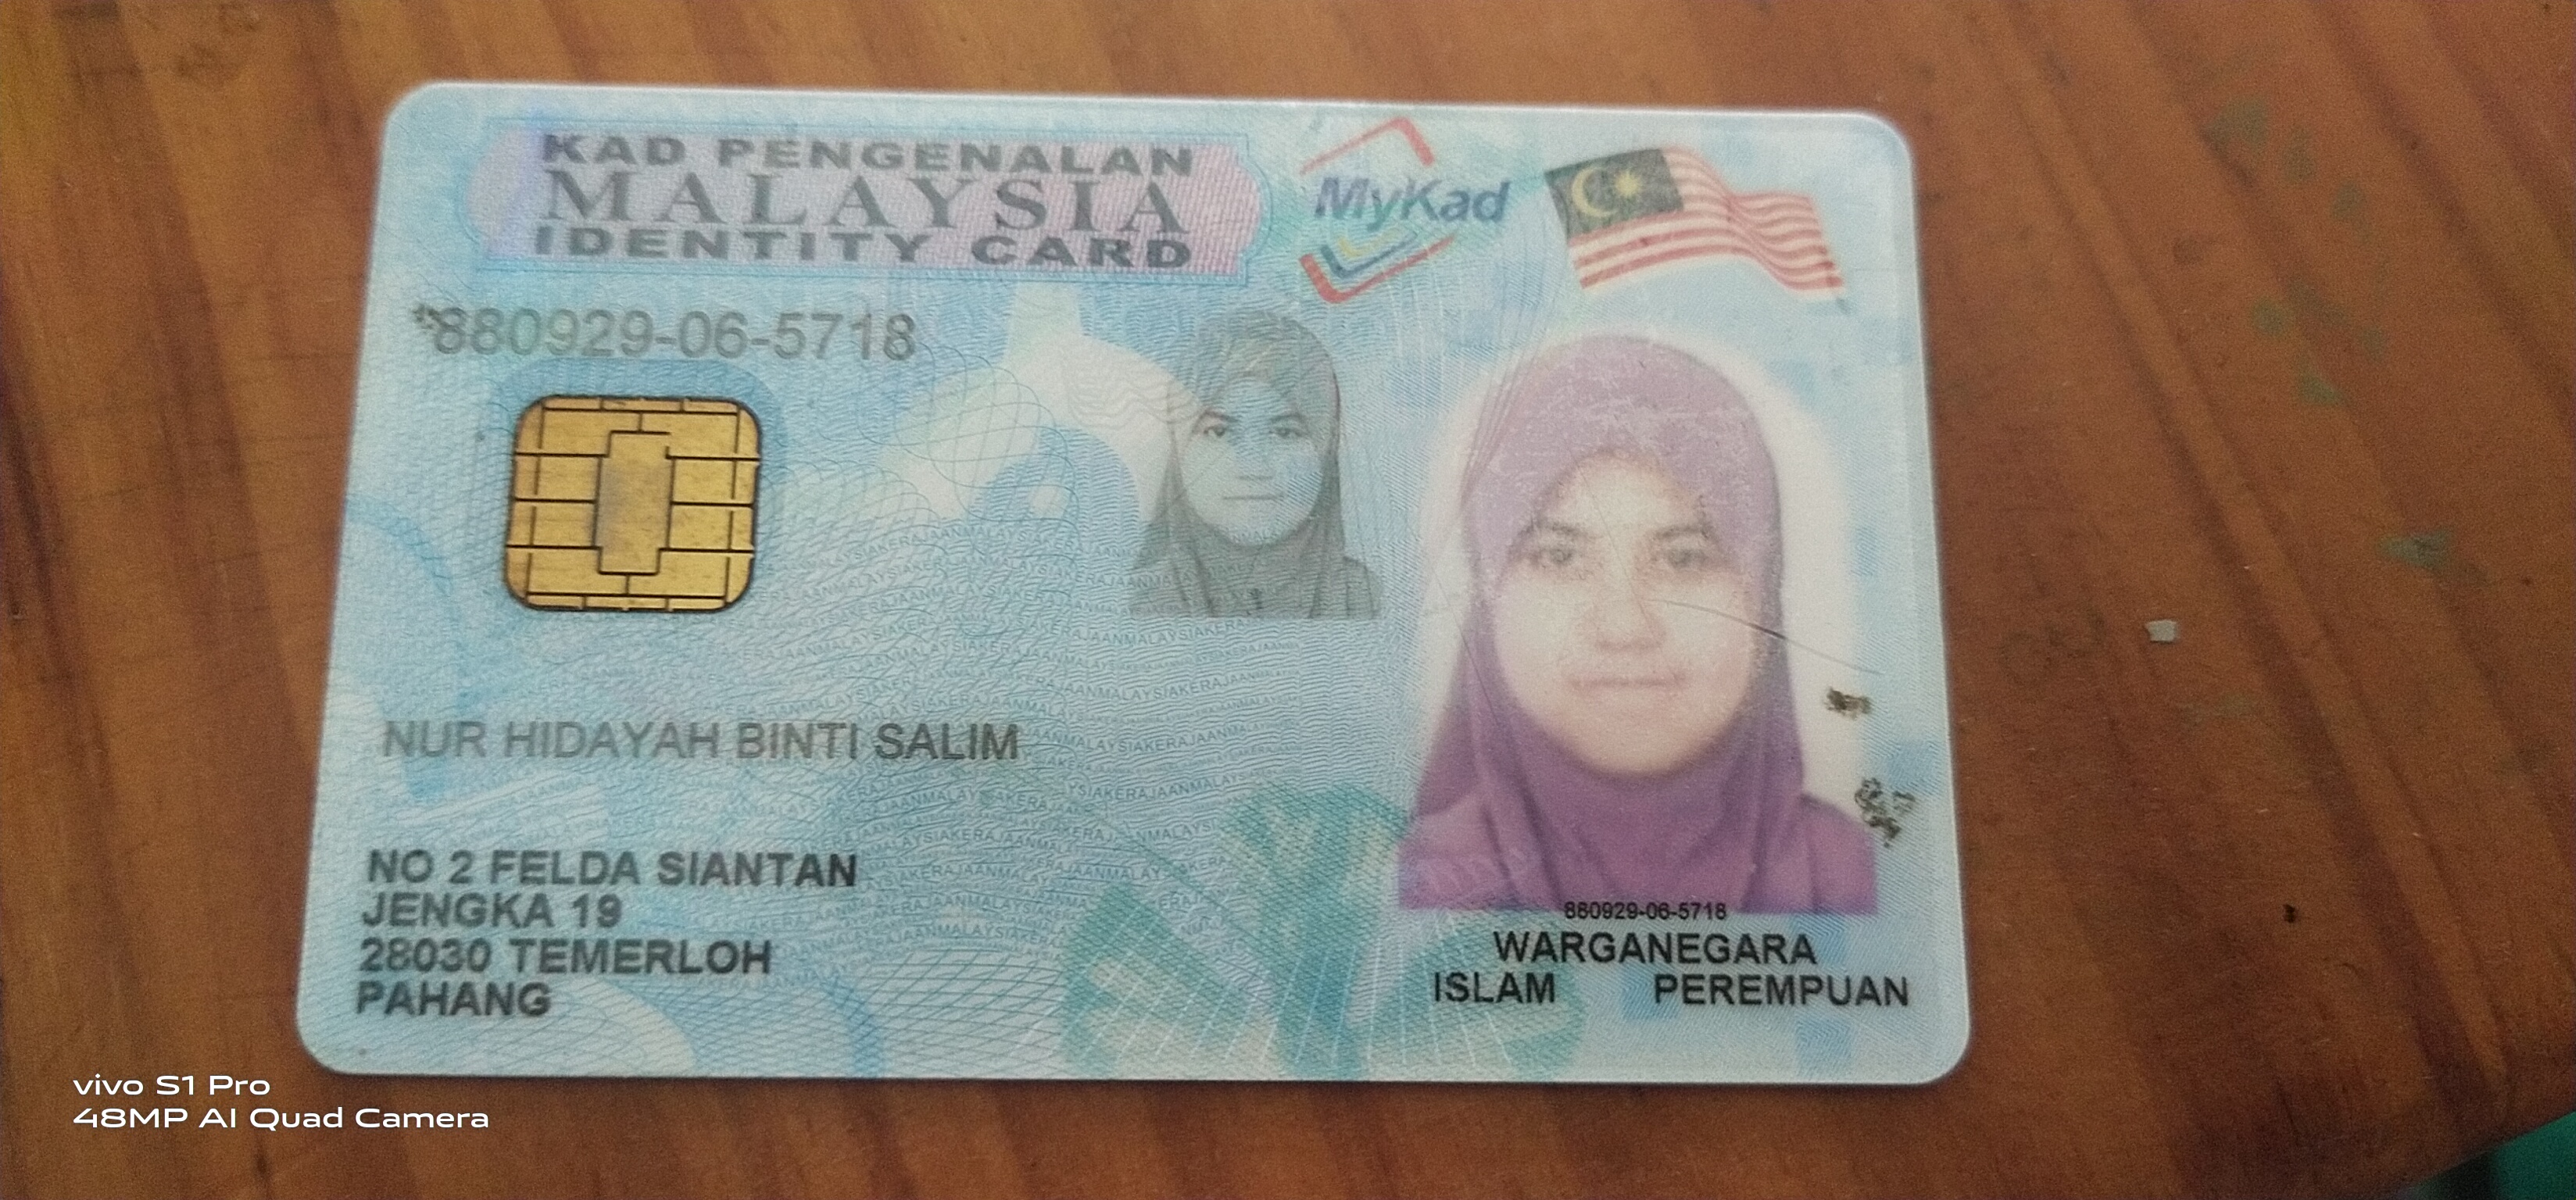 KAD PENGENALAN
MALAYSIA
IDENTITY CARD
MyKad
880929-06-5718
NUR HIDAYAH BINTI SALIM
NO 2 FELDA SIANTAN
JENGKA 19
28030 TEMERLOH
PAHANG
880929-06-5718
WARGANEGARA
ISLAM PEREMPUAN
vivo S1 Pro
48MP AI Quad Camera